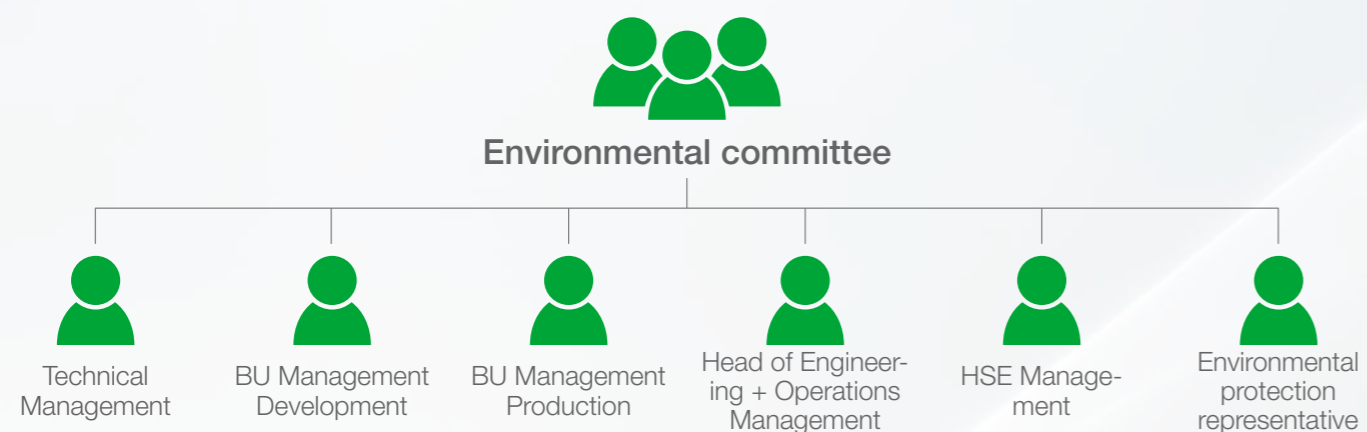 Environmental committee
Technical
Management
BU Management
Development
BU Management
Production
Head of Engineer-
ing + Operations
Management
HSE Manage-
ment
Environmental
protection
representative